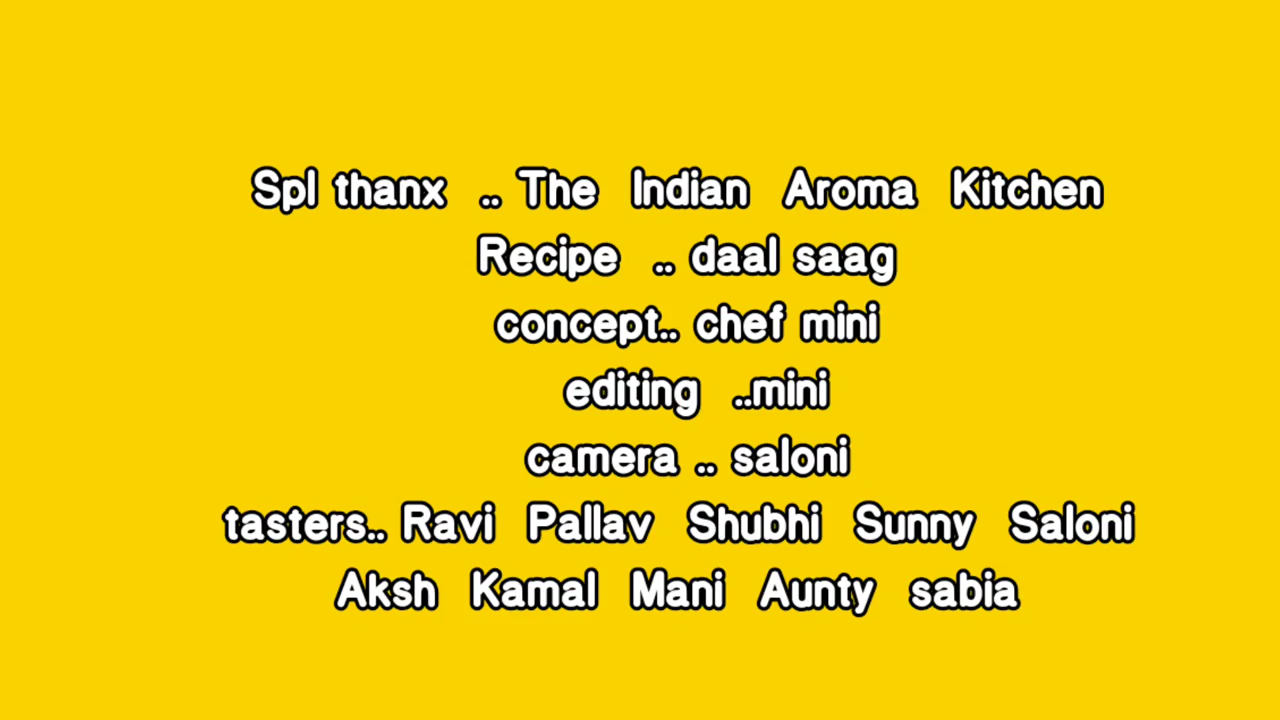 Spl thanx .. The Indian Aroma Kitchen
Recipe .. daal saag
concept.. chef mini
editing ..mini
camera .. saloni
tasters.. Ravi Pallav Shubhi Sunny Saloni
Aksh Kamal Mani Aunty sabia